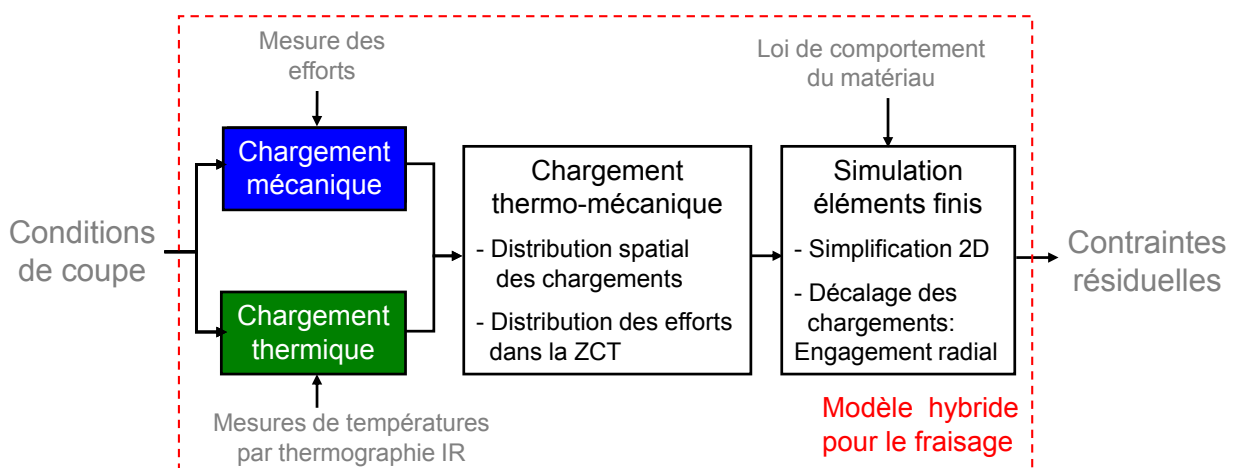 Mesure des
efforts
Loi de comportement
du matériau
Chargement
mécanique
Chargement
thermo-mécanique
- Distribution spatial
des chargements
- Distribution des efforts
dans la ZCT
Simulation
éléments finis
- Simplification 2D
- Décalage des
chargements:
Engagement radial
Conditions
de coupe
Contraintes
résiduelles
Chargement
thermique
Mesures de températures
par thermographie IR
Modèle hybride
pour le fraisage